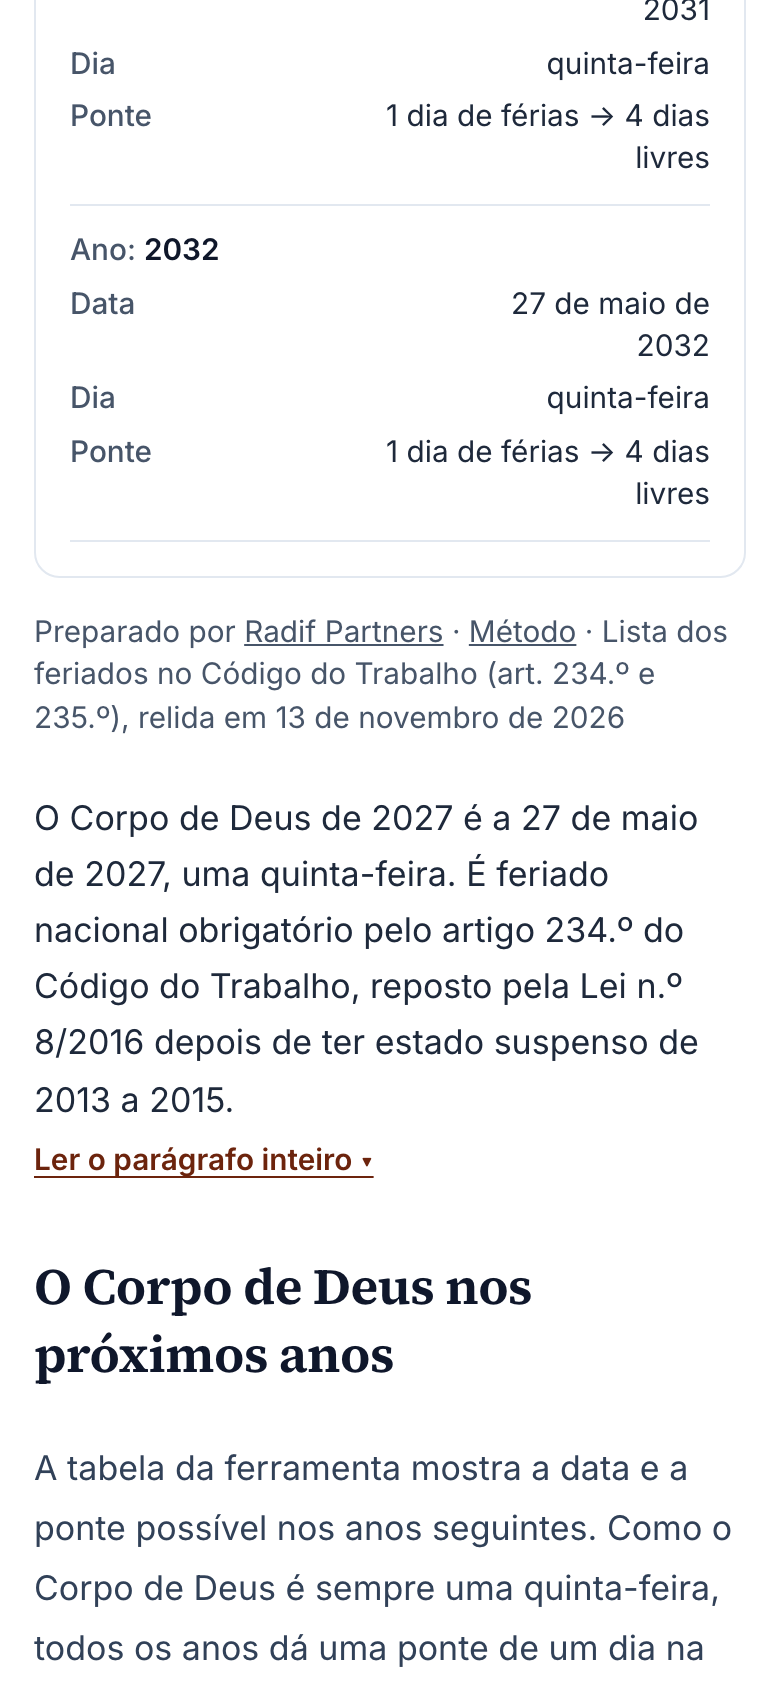 2031
Dia quinta-feira
Ponte 1 dia de férias → 4 dias
livres
Ano: 2032
Data 27 de maio de
2032
Dia quinta-feira
Ponte 1 dia de férias → 4 dias
livres
Preparado por Radif Partners · Método · Lista dos
feriados no Código do Trabalho (art. 234.º e
235.º), relida em 13 de novembro de 2026
O Corpo de Deus de 2027 é a 27 de maio
de 2027, uma quinta-feira. É feriado
nacional obrigatório pelo artigo 234.º do
Código do Trabalho, reposto pela Lei n.º
8/2016 depois de ter estado suspenso de
2013 a 2015.
Ler o parágrafo inteiro ▾
O Corpo de Deus nos
próximos anos
A tabela da ferramenta mostra a data e a
ponte possível nos anos seguintes. Como o
Corpo de Deus é sempre uma quinta-feira,
todos os anos dá uma ponte de um dia na